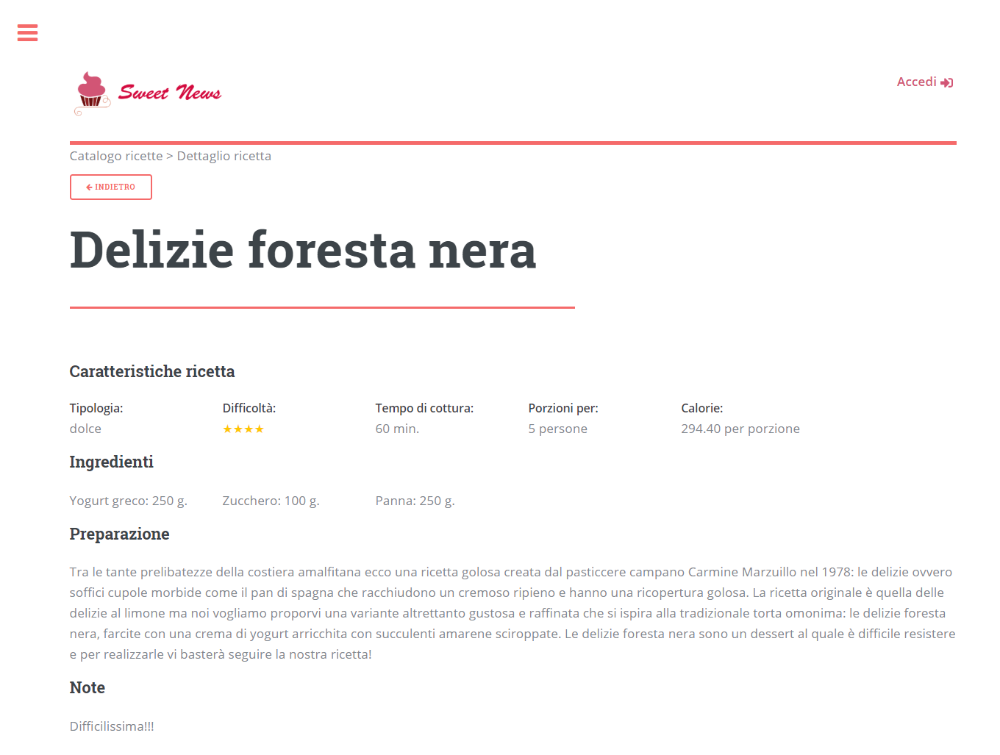 Sweet News
Accedi
Catalogo ricette > Dettaglio ricetta
INDIETRO
Delizie foresta nera
Caratteristiche ricetta
Tipologia: Difficoltà: Tempo di cottura: Porzioni per: Calorie:
dolce ★★★★ 60 min. 5 persone 294.40 per porzione
Ingredienti
Yogurt greco: 250 g. Zucchero: 100 g. Panna: 250 g.
Preparazione
Tra le tante prelibatezze della costiera amalfitana ecco una ricetta golosa creata dal pasticcere campano Carmine Marzuillo nel 1978: le delizie ovvero
soffici cupole morbide come il pan di spagna che racchiudono un cremoso ripieno e hanno una ricopertura golosa. La ricetta originale è quella delle
delizie al limone ma noi vogliamo proporvi una variante altrettanto gustosa e raffinata che si ispira alla tradizionale torta omonima: le delizie foresta
nera, farcite con una crema di yogurt arricchita con succulenti amarene sciroppate. Le delizie foresta nera sono un dessert al quale è difficile resistere
e per realizzarle vi basterà seguire la nostra ricetta!
Note
Difficilissima!!!